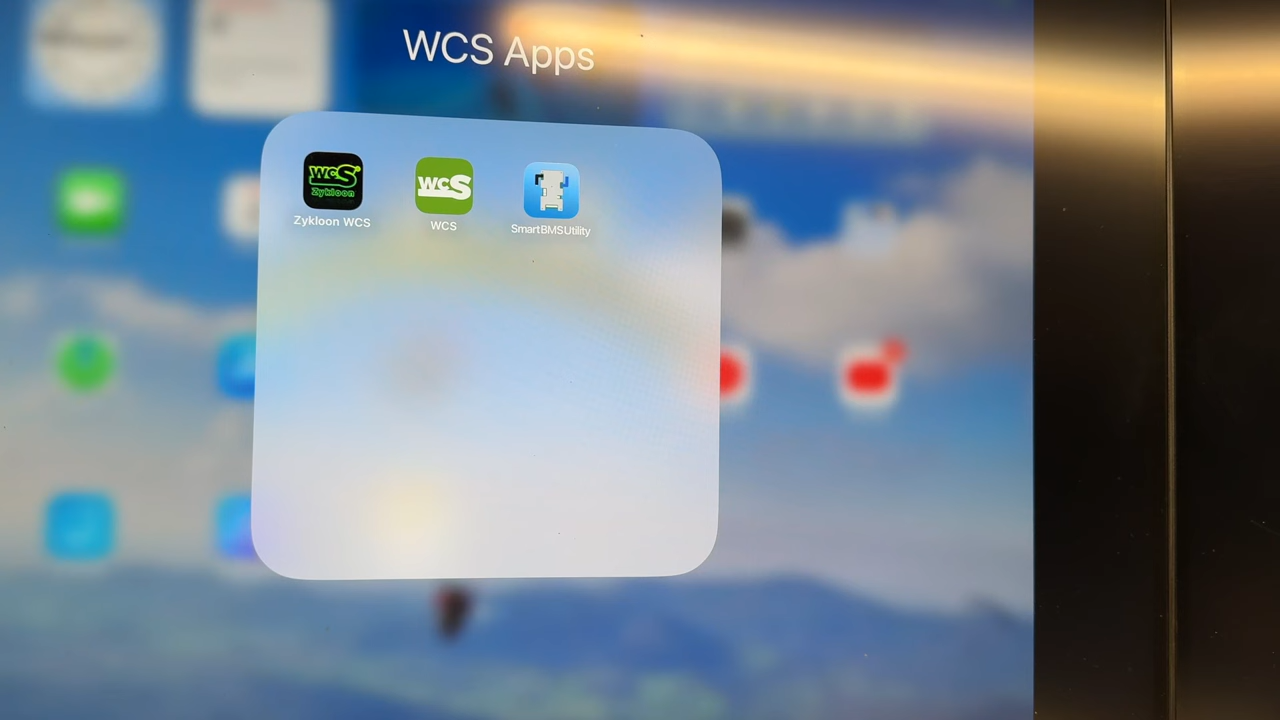 WCS Apps
wcs
Zykloon
wcs
Zykloon WCS
WCS
SmartBMSUtility